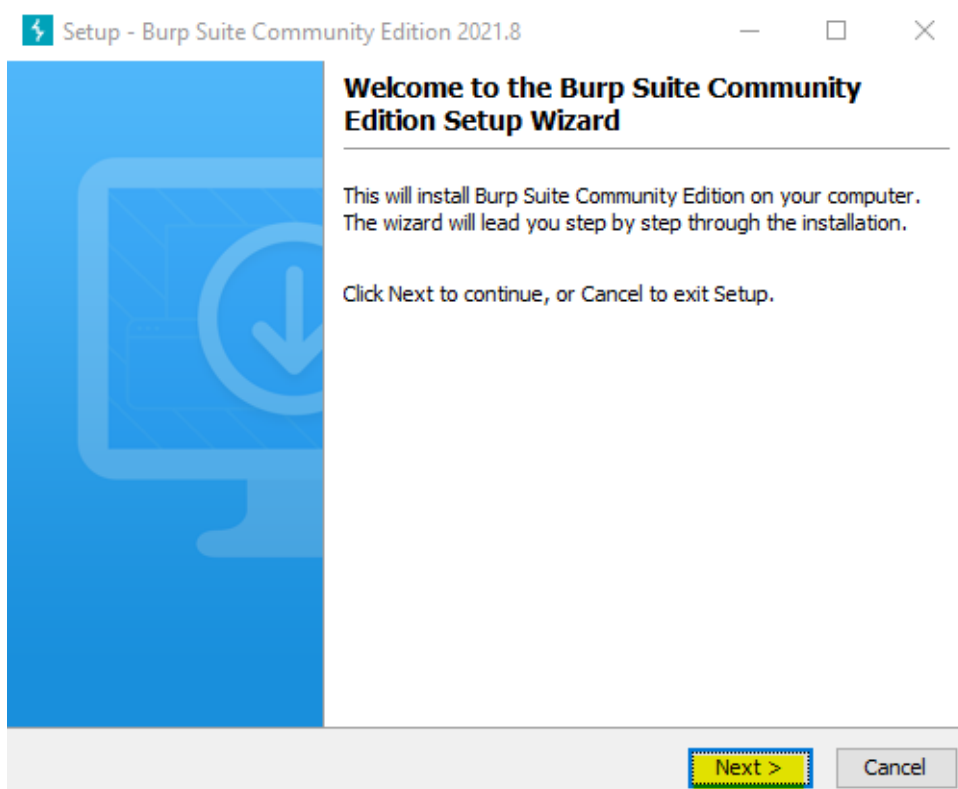 Setup - Burp Suite Community Edition 2021.8
Welcome to the Burp Suite Community
Edition Setup Wizard
This will install Burp Suite Community Edition on your computer.
The wizard will lead you step by step through the installation.
Click Next to continue, or Cancel to exit Setup.
Next >
Cancel